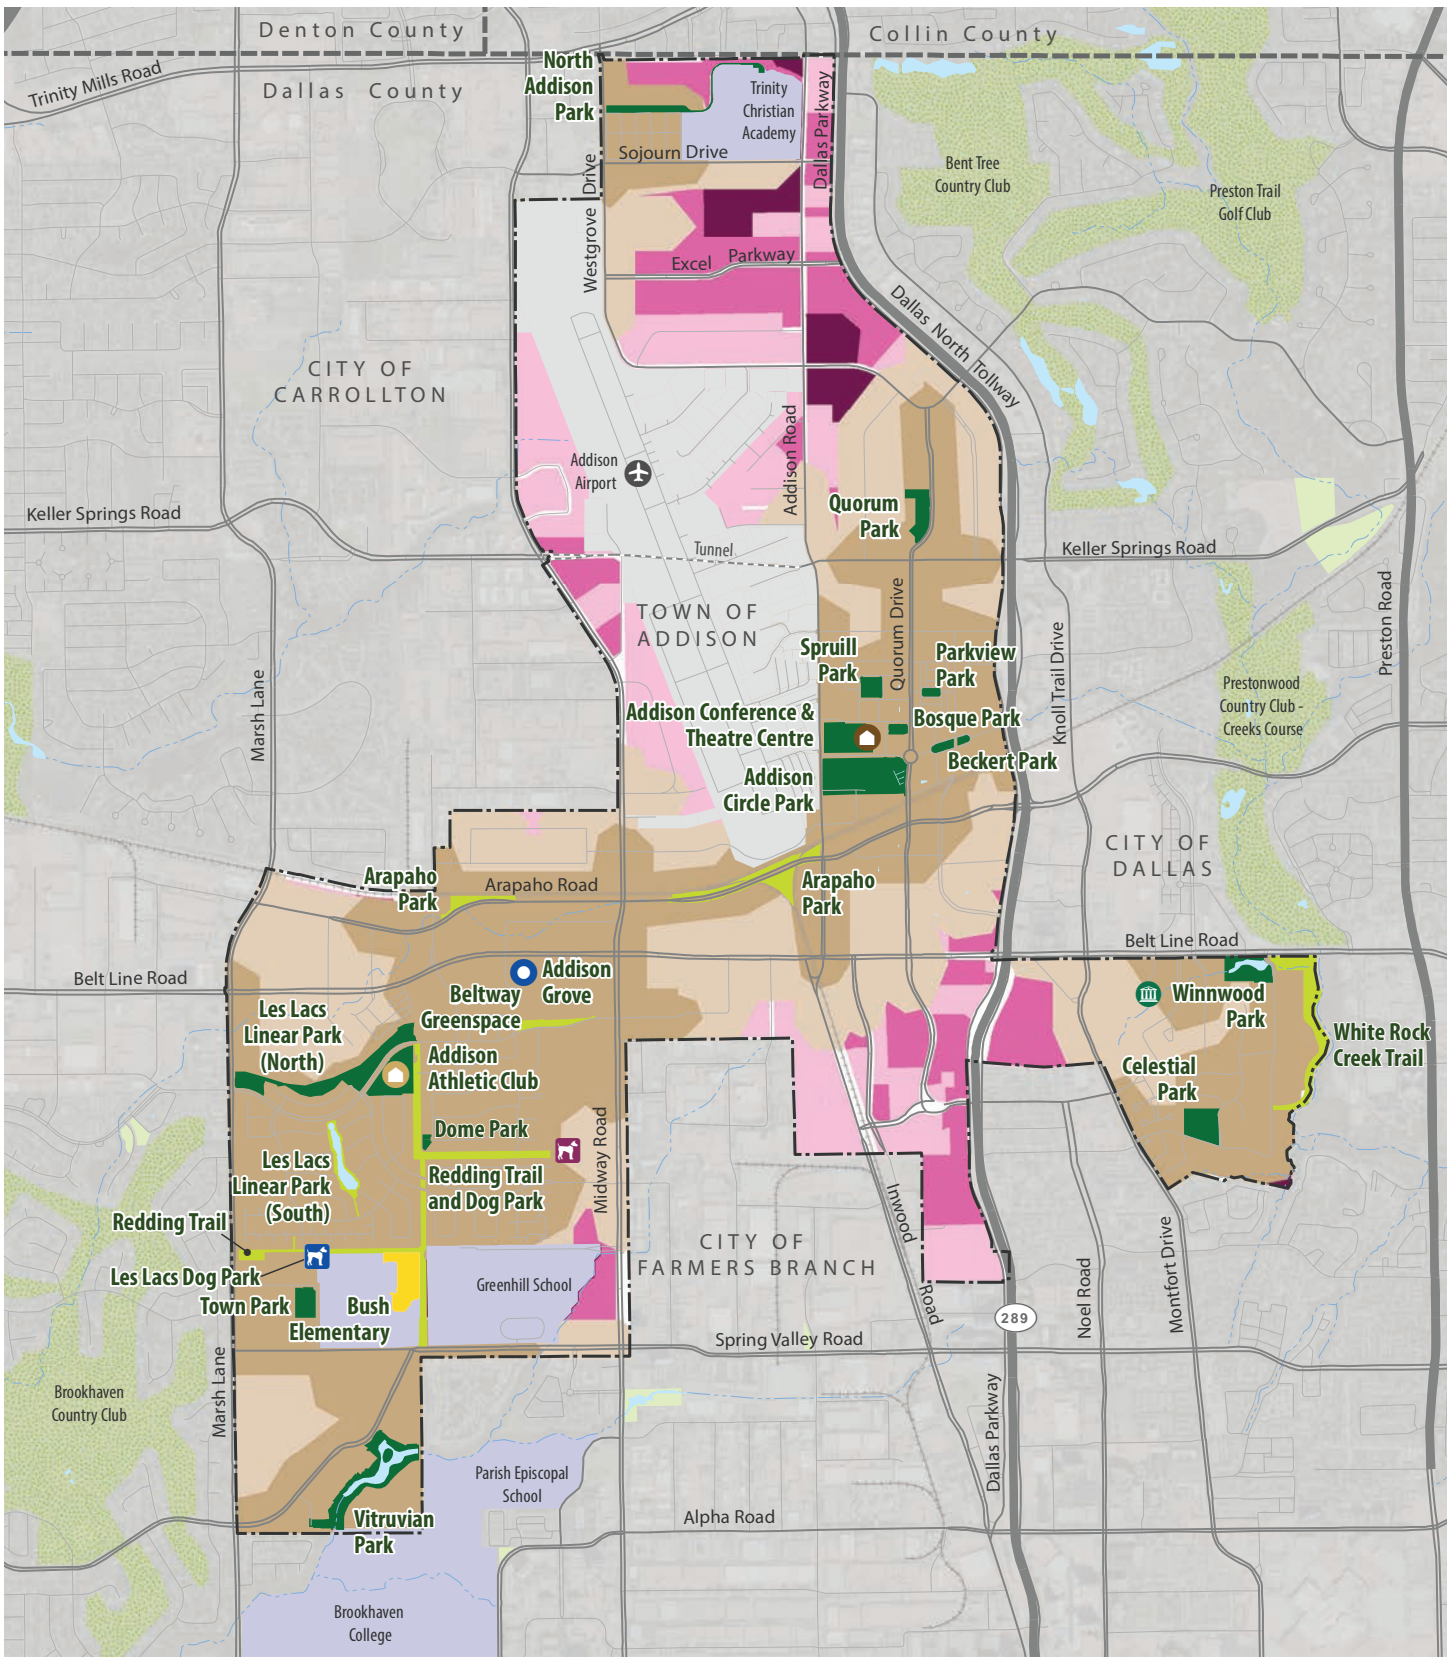 Denton County
Collin County
Trinity Mills Road
Dallas County
North
Addison
Park
Trinity
Christian
Academy
Dallas Parkway
Sojourn Drive
Bent Tree
Country Club
Preston Trail
Golf Club
Westgrove Drive
Excel Parkway
Dallas North Tollway
CITY OF
CARROLLTON
Addison
Airport
Addison Road
Quorum
Park
Keller Springs Road
Tunnel
Keller Springs Road
TOWN OF
ADDISON
Quorum Drive
Preston Road
Spruill
Park
Parkview
Park
Knoll Trail Drive
Marsh Lane
Prestonwood
Country Club -
Creeks Course
Addison Conference &
Theatre Centre
Bosque Park
Beckert Park
Addison
Circle Park
CITY OF
DALLAS
Arapaho
Park
Arapaho Road
Arapaho
Park
Belt Line Road
Belt Line Road
Addison
Grove
Beltway
Greenspace
Les Lacs
Linear Park
(North)
Winnwood
Park
White Rock
Creek Trail
Addison
Athletic Club
Celestial
Park
Dome Park
Midway Road
Les Lacs
Linear Park
(South)
Redding Trail
and Dog Park
Redding Trail
Inwood Road
CITY OF
FARMERS BRANCH
Les Lacs Dog Park
Greenhill School
Town Park
Bush
Elementary
Noel Road
Montfort Drive
289
Spring Valley Road
Marsh Lane
Brookhaven
Country Club
Dallas Parkway
Parish Episcopal
School
Vitruvian
Park
Alpha Road
Brookhaven
College